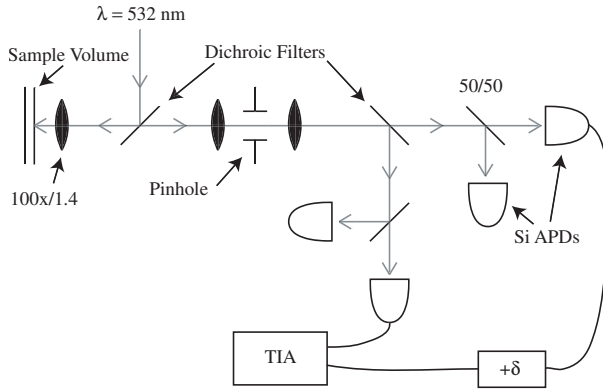 λ = 532 nm
Sample Volume
Dichroic Filters
50/50
100x/1.4
Pinhole
Si APDs
TIA
+δ